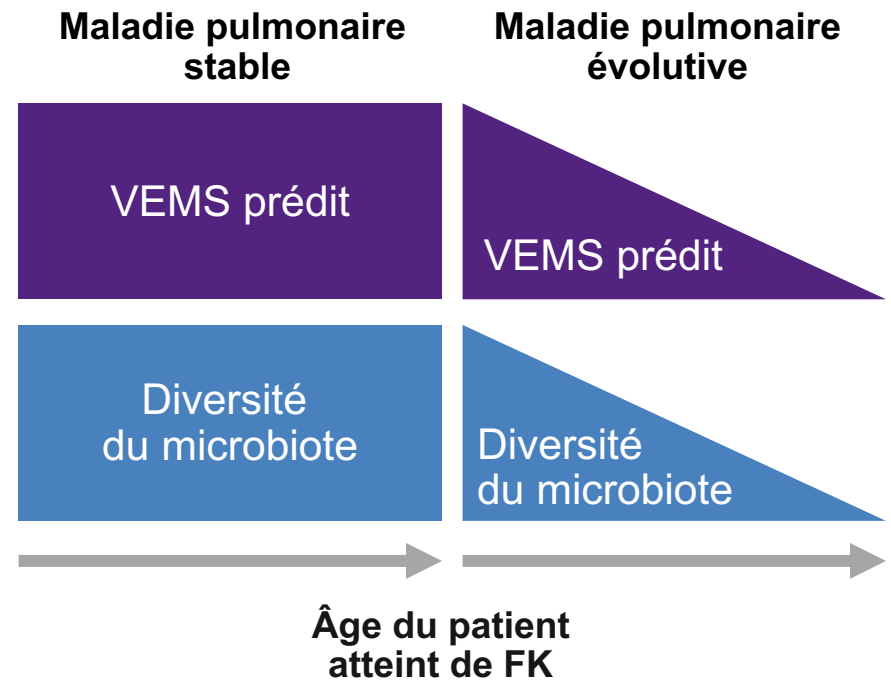 Maladie pulmonaire
stable
Maladie pulmonaire
évolutive
VEMS prédit
VEMS prédit
Diversité
du microbiote
Diversité
du microbiote
Âge du patient
atteint de FK